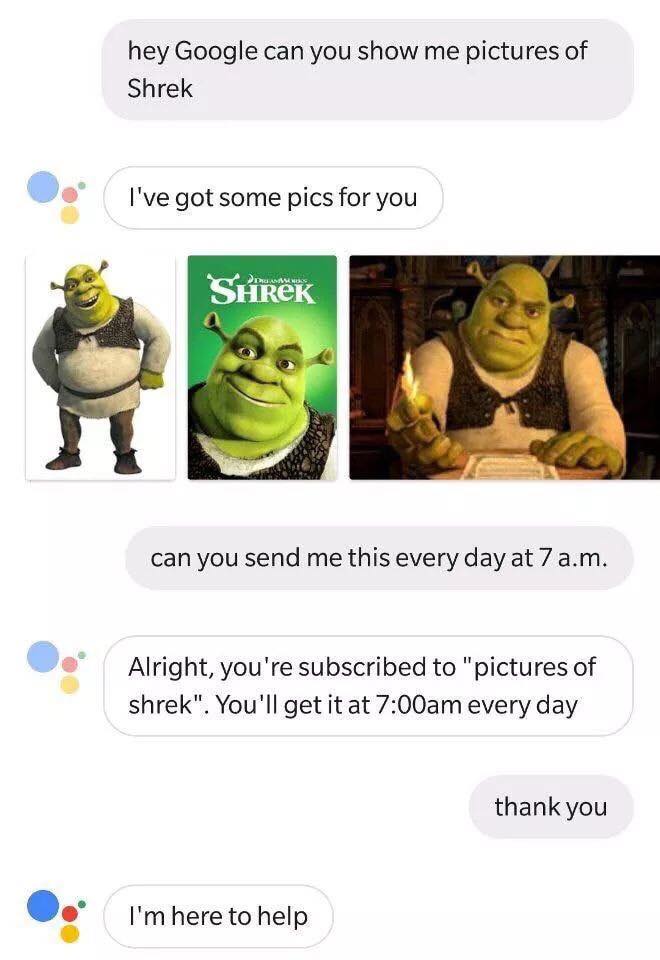 hey Google can you show me pictures of
Shrek
I've got some pics for you
DREAMWORKS
SHREK
can you send me this every day at 7 a.m.
Alright, you're subscribed to "pictures of
shrek". You'll get it at 7:00am every day
thank you
I'm here to help